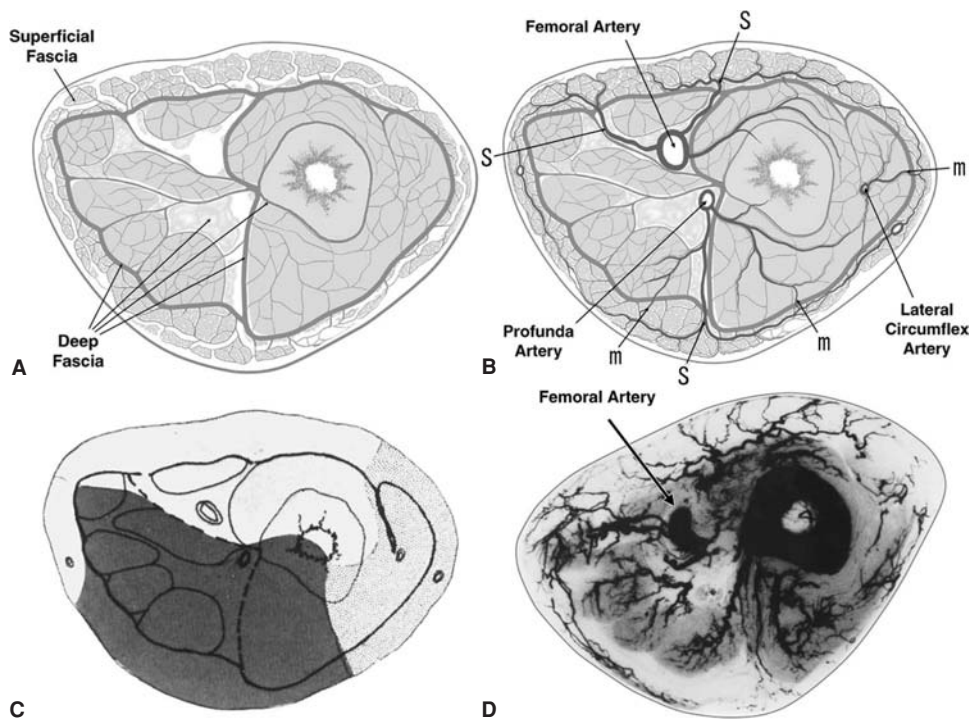 Superficial
Fascia
Deep
Fascia
A
Femoral Artery
S
S
m
Profunda
Artery
m
S
m
Lateral
Circumflex
Artery
B
C
Femoral Artery
D